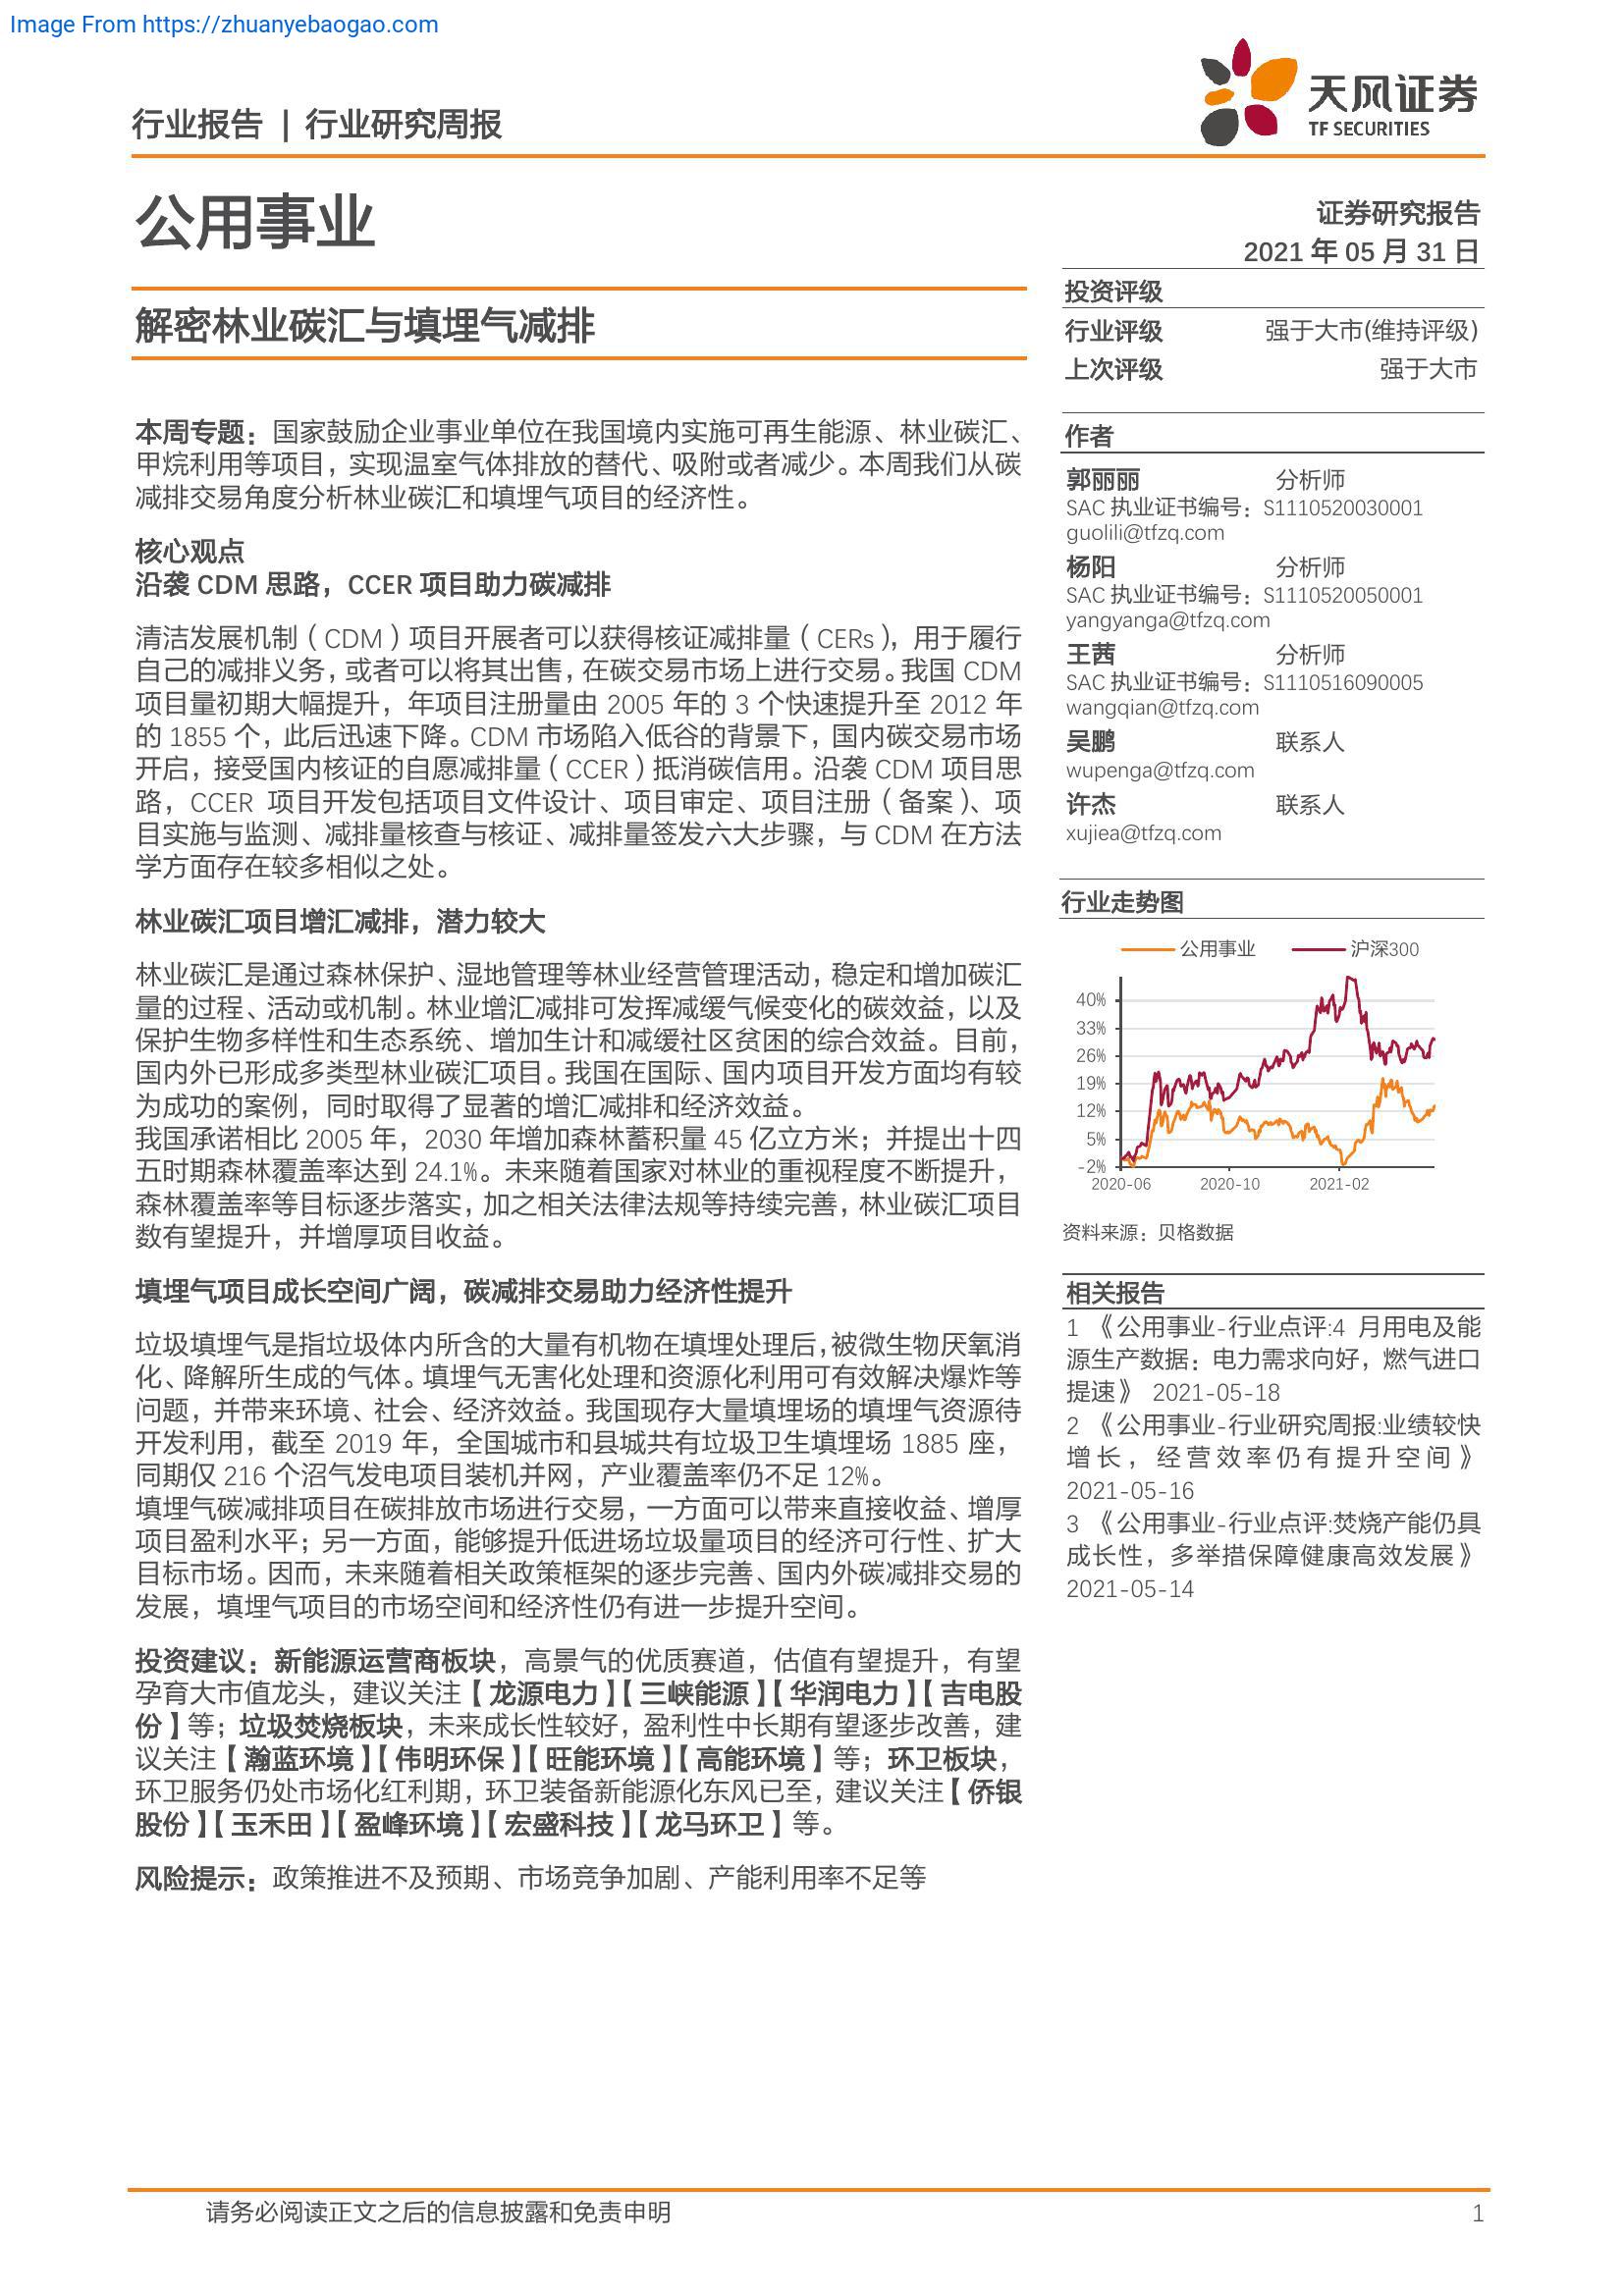 Image From https://zhuanyebaogao.com
行业报告 | 行业研究周报
天风证券
TF SECURITIES
公用事业
证券研究报告
2021 年 05 月 31 日
解密林业碳汇与填埋气减排
投资评级
行业评级 强于大市(维持评级)
上次评级 强于大市
本周专题：国家鼓励企业事业单位在我国境内实施可再生能源、林业碳汇、
甲烷利用等项目，实现温室气体排放的替代、吸附或者减少。本周我们从碳
减排交易角度分析林业碳汇和填埋气项目的经济性。
核心观点
沿袭 CDM 思路，CCER 项目助力碳减排
清洁发展机制（CDM）项目开展者可以获得核证减排量（CERs），用于履行
自己的减排义务，或者可以将其出售，在碳交易市场上进行交易。我国 CDM
项目量初期大幅提升，年项目注册量由 2005 年的 3 个快速提升至 2012 年
的 1855 个，此后迅速下降。CDM 市场陷入低谷的背景下，国内碳交易市场
开启，接受国内核证的自愿减排量（CCER）抵消碳信用。沿袭 CDM 项目思
路，CCER 项目开发包括项目文件设计、项目审定、项目注册（备案）、项
目实施与监测、减排量核查与核证、减排量签发六大步骤，与 CDM 在方法
学方面存在较多相似之处。
林业碳汇项目增汇减排，潜力较大
林业碳汇是通过森林保护、湿地管理等林业经营管理活动，稳定和增加碳汇
量的过程、活动或机制。林业增汇减排可发挥减缓气候变化的碳效益，以及
保护生物多样性和生态系统、增加生计和减缓社区贫困的综合效益。目前，
国内外已形成多类型林业碳汇项目。我国在国际、国内项目开发方面均有较
为成功的案例，同时取得了显著的增汇减排和经济效益。
我国承诺相比 2005 年，2030 年增加森林蓄积量 45 亿立方米；并提出十四
五时期森林覆盖率达到 24.1%。未来随着国家对林业的重视程度不断提升，
森林覆盖率等目标逐步落实，加之相关法律法规等持续完善，林业碳汇项目
数有望提升，并增厚项目收益。
填埋气项目成长空间广阔，碳减排交易助力经济性提升
垃圾填埋气是指垃圾体内所含的大量有机物在填埋处理后，被微生物厌氧消
化、降解所生成的气体。填埋气无害化处理和资源化利用可有效解决爆炸等
问题，并带来环境、社会、经济效益。我国现存大量填埋场的填埋气资源待
开发利用，截至 2019 年，全国城市和县城共有垃圾卫生填埋场 1885 座，
同期仅 216 个沼气发电项目装机并网，产业覆盖率仍不足 12%。
填埋气碳减排项目在碳排放市场进行交易，一方面可以带来直接收益、增厚
项目盈利水平；另一方面，能够提升低进场垃圾量项目的经济可行性、扩大
目标市场。因而，未来随着相关政策框架的逐步完善、国内外碳减排交易的
发展，填埋气项目的市场空间和经济性仍有进一步提升空间。
投资建议：新能源运营商板块，高景气的优质赛道，估值有望提升，有望
孕育大市值龙头，建议关注【龙源电力】【三峡能源】【华润电力】【吉电股
份】等；垃圾焚烧板块，未来成长性较好，盈利性中长期有望逐步改善，建
议关注【瀚蓝环境】【伟明环保】【旺能环境】【高能环境】等；环卫板块，
环卫服务仍处市场化红利期，环卫装备新能源化东风已至，建议关注【侨银
股份】【玉禾田】【盈峰环境】【宏盛科技】【龙马环卫】等。
风险提示：政策推进不及预期、市场竞争加剧、产能利用率不足等
作者
郭丽丽 分析师
SAC 执业证书编号：S1110520030001
guolili@tfzq.com
杨阳 分析师
SAC 执业证书编号：S1110520050001
yangyanga@tfzq.com
王茜 分析师
SAC 执业证书编号：S1110516090005
wangqian@tfzq.com
吴鹏 联系人
wupenga@tfzq.com
许杰 联系人
xujiea@tfzq.com
行业走势图
公用事业 沪深300
40%
33%
26%
19%
12%
5%
-2%
2020-06 2020-10 2021-02
资料来源：贝格数据
相关报告
1 《公用事业-行业点评:4 月用电及能
源生产数据：电力需求向好，燃气进口
提速》 2021-05-18
2 《公用事业-行业研究周报:业绩较快
增长，经营效率仍有提升空间》
2021-05-16
3 《公用事业-行业点评:焚烧产能仍具
成长性，多举措保障健康高效发展》
2021-05-14
请务必阅读正文之后的信息披露和免责申明 1